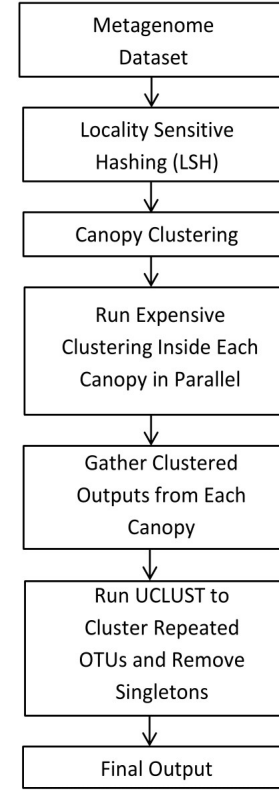 Metagenome
Dataset
Locality Sensitive
Hashing (LSH)
Canopy Clustering
Run Expensive
Clustering Inside Each
Canopy in Parallel
Gather Clustered
Outputs from Each
Canopy
Run UCLUST to
Cluster Repeated
OTUs and Remove
Singletons
Final Output